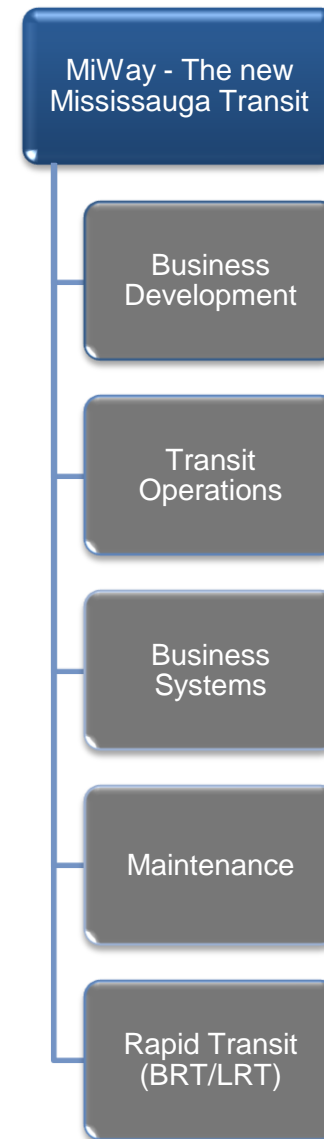 MiWay - The new
Mississauga Transit
Business
Development
Transit
Operations
Business
Systems
Maintenance
Rapid Transit
(BRT/LRT)